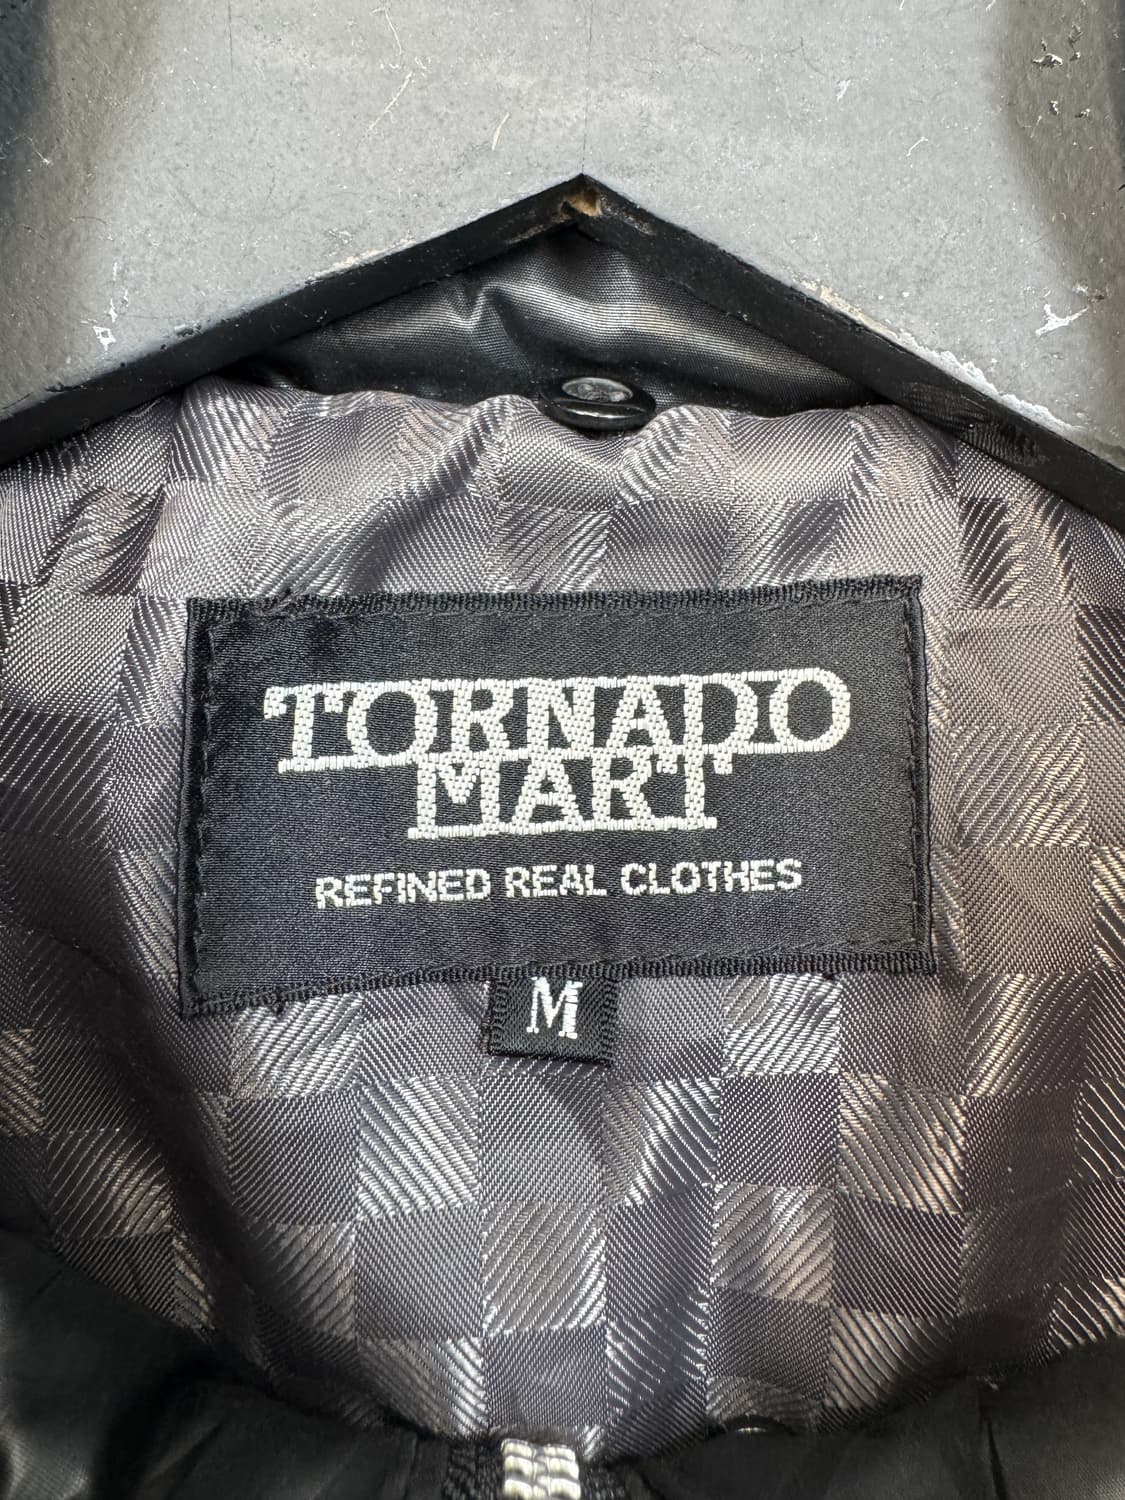 TORNADO
MART
REFINED REAL CLOTHES
M